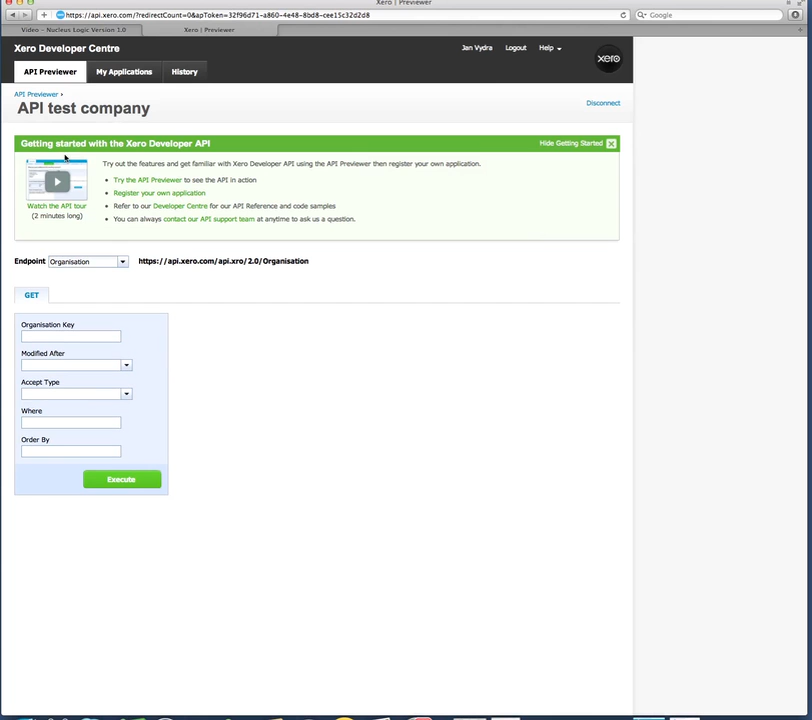 Xero | Previewer
https://api.xero.com/?redirectCount=0&apToken=32f96d71-a860-4e48-8bd8-cee15c32d2d8
Google
Video – Nucleus Logic Version 1.0
Xero | Previewer
Xero Developer Centre
Jan Vydra
Logout
Help
xero
API Previewer
My Applications
History
API Previewer ›
API test company
Disconnect
Getting started with the Xero Developer API
Hide Getting Started
Try out the features and get familiar with Xero Developer API using the API Previewer then register your own application.
• Try the API Previewer to see the API in action
• Register your own application
• Refer to our Developer Centre for our API Reference and code samples
• You can always contact our API support team at anytime to ask us a question.
Watch the API tour
(2 minutes long)
Endpoint
Organisation
https://api.xero.com/api.xro/2.0/Organisation
GET
Organisation Key
Modified After
Accept Type
Where
Order By
Execute